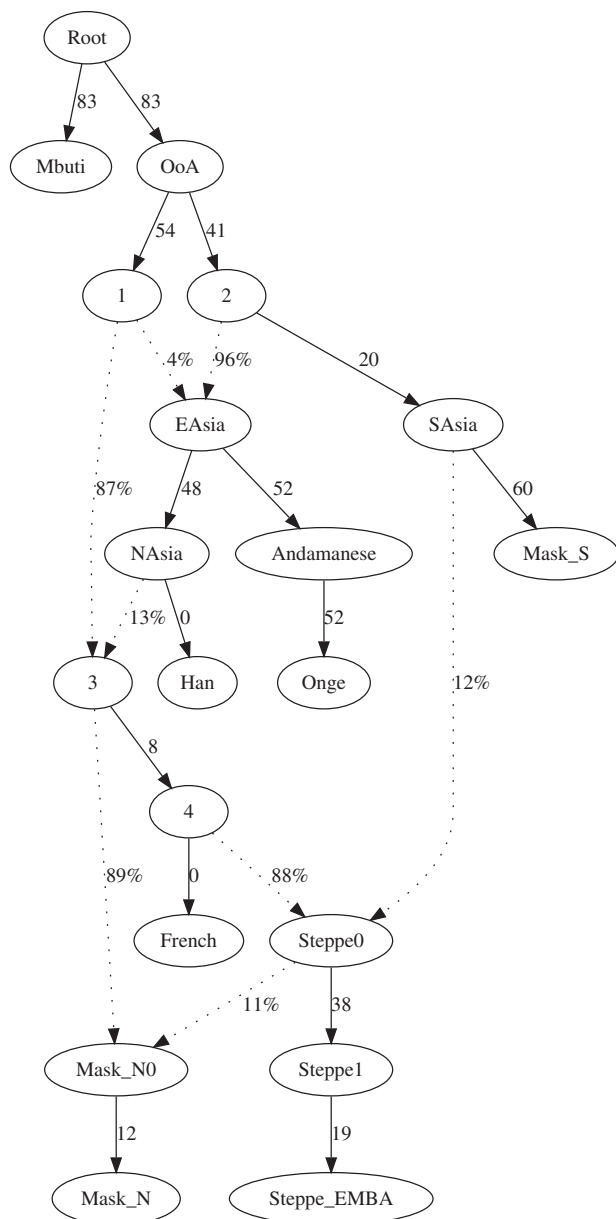 Root
83
83
Mbuti
OoA
54
41
1
2
4%
96%
20
EAsia
SAsia
87%
48
52
60
NAsia
Andamanese
Mask_S
13%
0
52
12%
3
Han
Onge
8
4
89%
0
88%
French
Steppe0
11%
38
Mask_N0
Steppe1
12
19
Mask_N
Steppe_EMBA